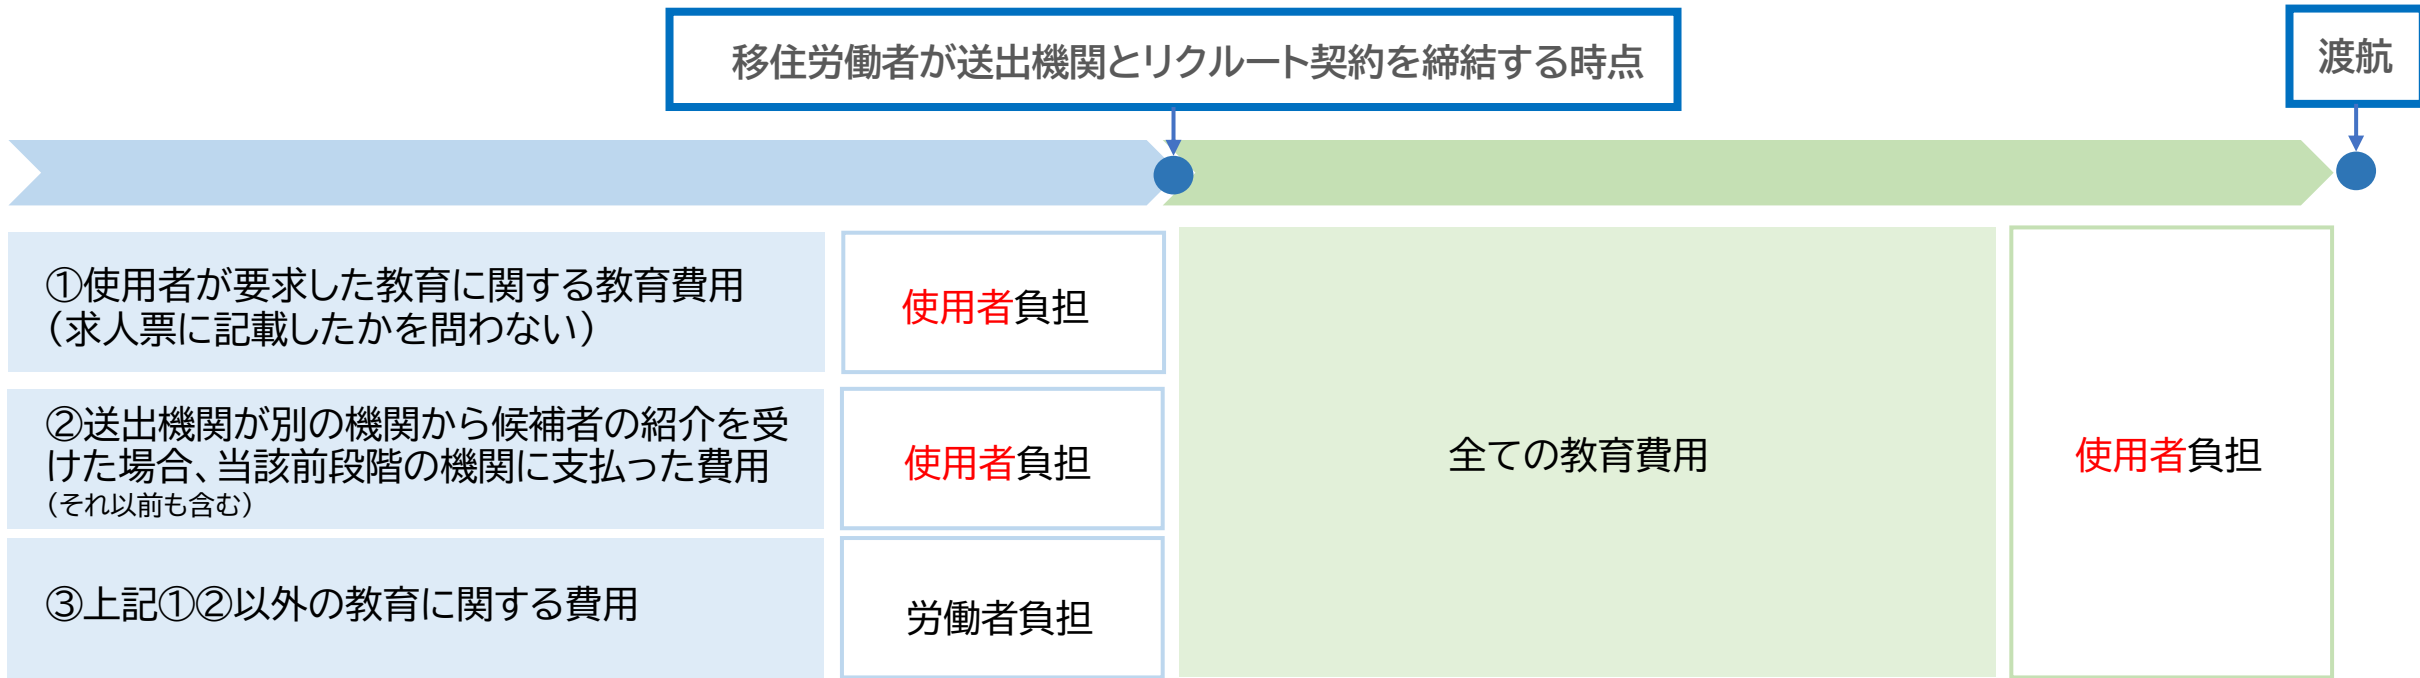 移住労働者が送出機関とリクルート契約を締結する時点
渡航
①使用者が要求した教育に関する教育費用
（求人票に記載したかを問わない）
使用者負担
②送出機関が別の機関から候補者の紹介を受
けた場合、当該前段階の機関に支払った費用
（それ以前も含む）
使用者負担
③上記①②以外の教育に関する費用
労働者負担
全ての教育費用
使用者負担